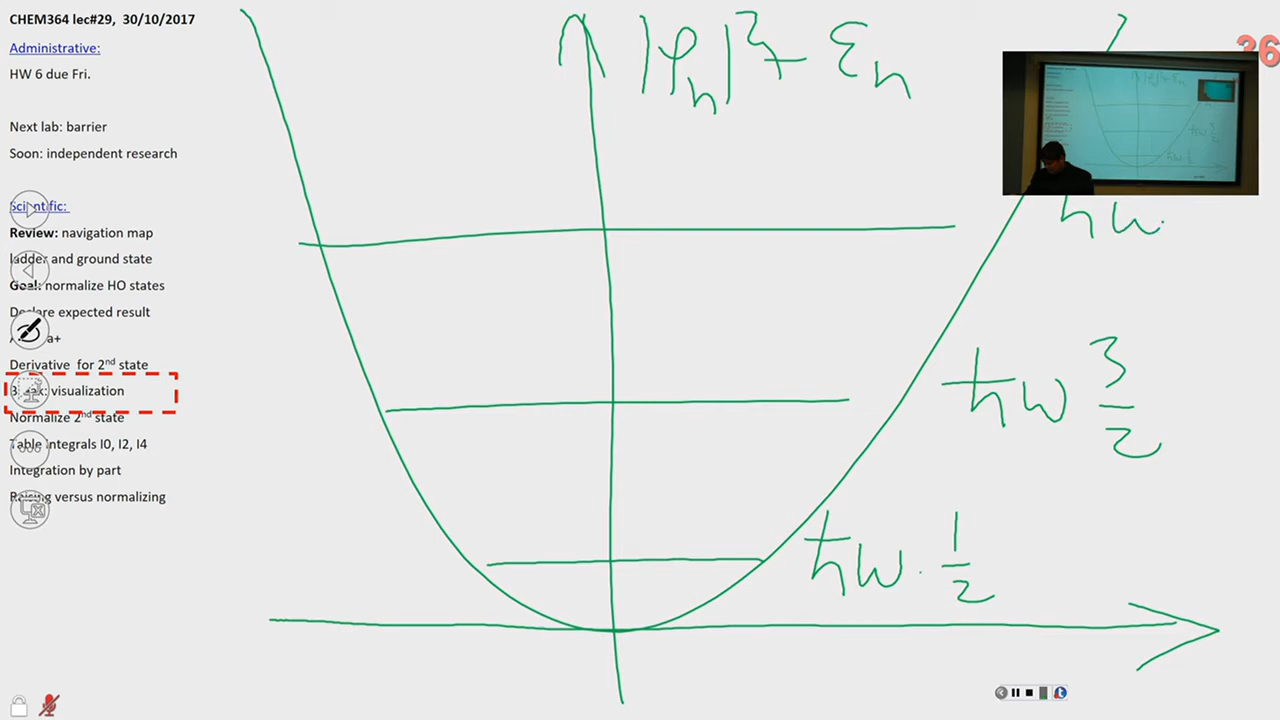 CHEM364 lec#29, 30/10/2017
Administrative:
HW 6 due Fri.
Next lab: barrier
Soon: independent research
Scientific:
Review: navigation map
ladder and ground state
Goal: normalize HO states
Declare expected result
a+
Derivative for 2nd state
visualization
Normalize 2nd state
Table integrals I0, I2, I4
Integration by part
Raising versus normalizing
|φn|² + εn
36
ħω.
ħω 3/2
ħω · 1/2